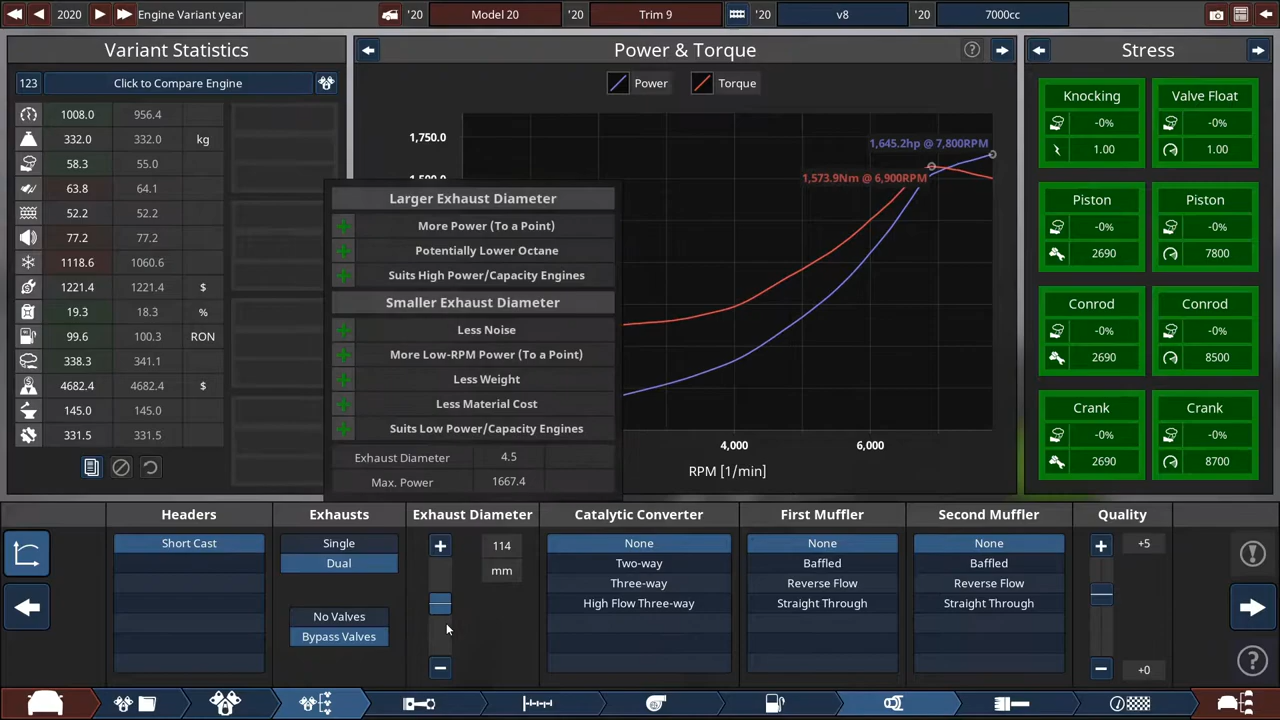 2020 Engine Variant year '20 Model 20 '20 Trim 9 '20 v8 '20 7000cc
Variant Statistics
123 Click to Compare Engine
1008.0 956.4
332.0 332.0 kg
58.3 55.0
63.8 64.1
52.2 52.2
77.2 77.2
1118.6 1060.6
1221.4 1221.4 $
19.3 18.3 %
99.6 100.3 RON
338.3 341.1
4682.4 4682.4 $
145.0 145.0
331.5 331.5
Power & Torque ?
Power Torque
1,750.0
1,645.2hp @ 7,800RPM
1,573.9Nm @ 6,900RPM
4,000 6,000
RPM [1/min]
Larger Exhaust Diameter
More Power (To a Point)
Potentially Lower Octane
Suits High Power/Capacity Engines
Smaller Exhaust Diameter
Less Noise
More Low-RPM Power (To a Point)
Less Weight
Less Material Cost
Suits Low Power/Capacity Engines
Exhaust Diameter 4.5
Max. Power 1667.4
Stress
Knocking Valve Float
-0% -0%
1.00 1.00
Piston Piston
-0% -0%
2690 7800
Conrod Conrod
-0% -0%
2690 8500
Crank Crank
-0% -0%
2690 8700
Headers
Short Cast
Exhausts
Single
Dual
No Valves
Bypass Valves
Exhaust Diameter
114
mm
Catalytic Converter
None
Two-way
Three-way
High Flow Three-way
First Muffler
None
Baffled
Reverse Flow
Straight Through
Second Muffler
None
Baffled
Reverse Flow
Straight Through
Quality
+5
+0
?